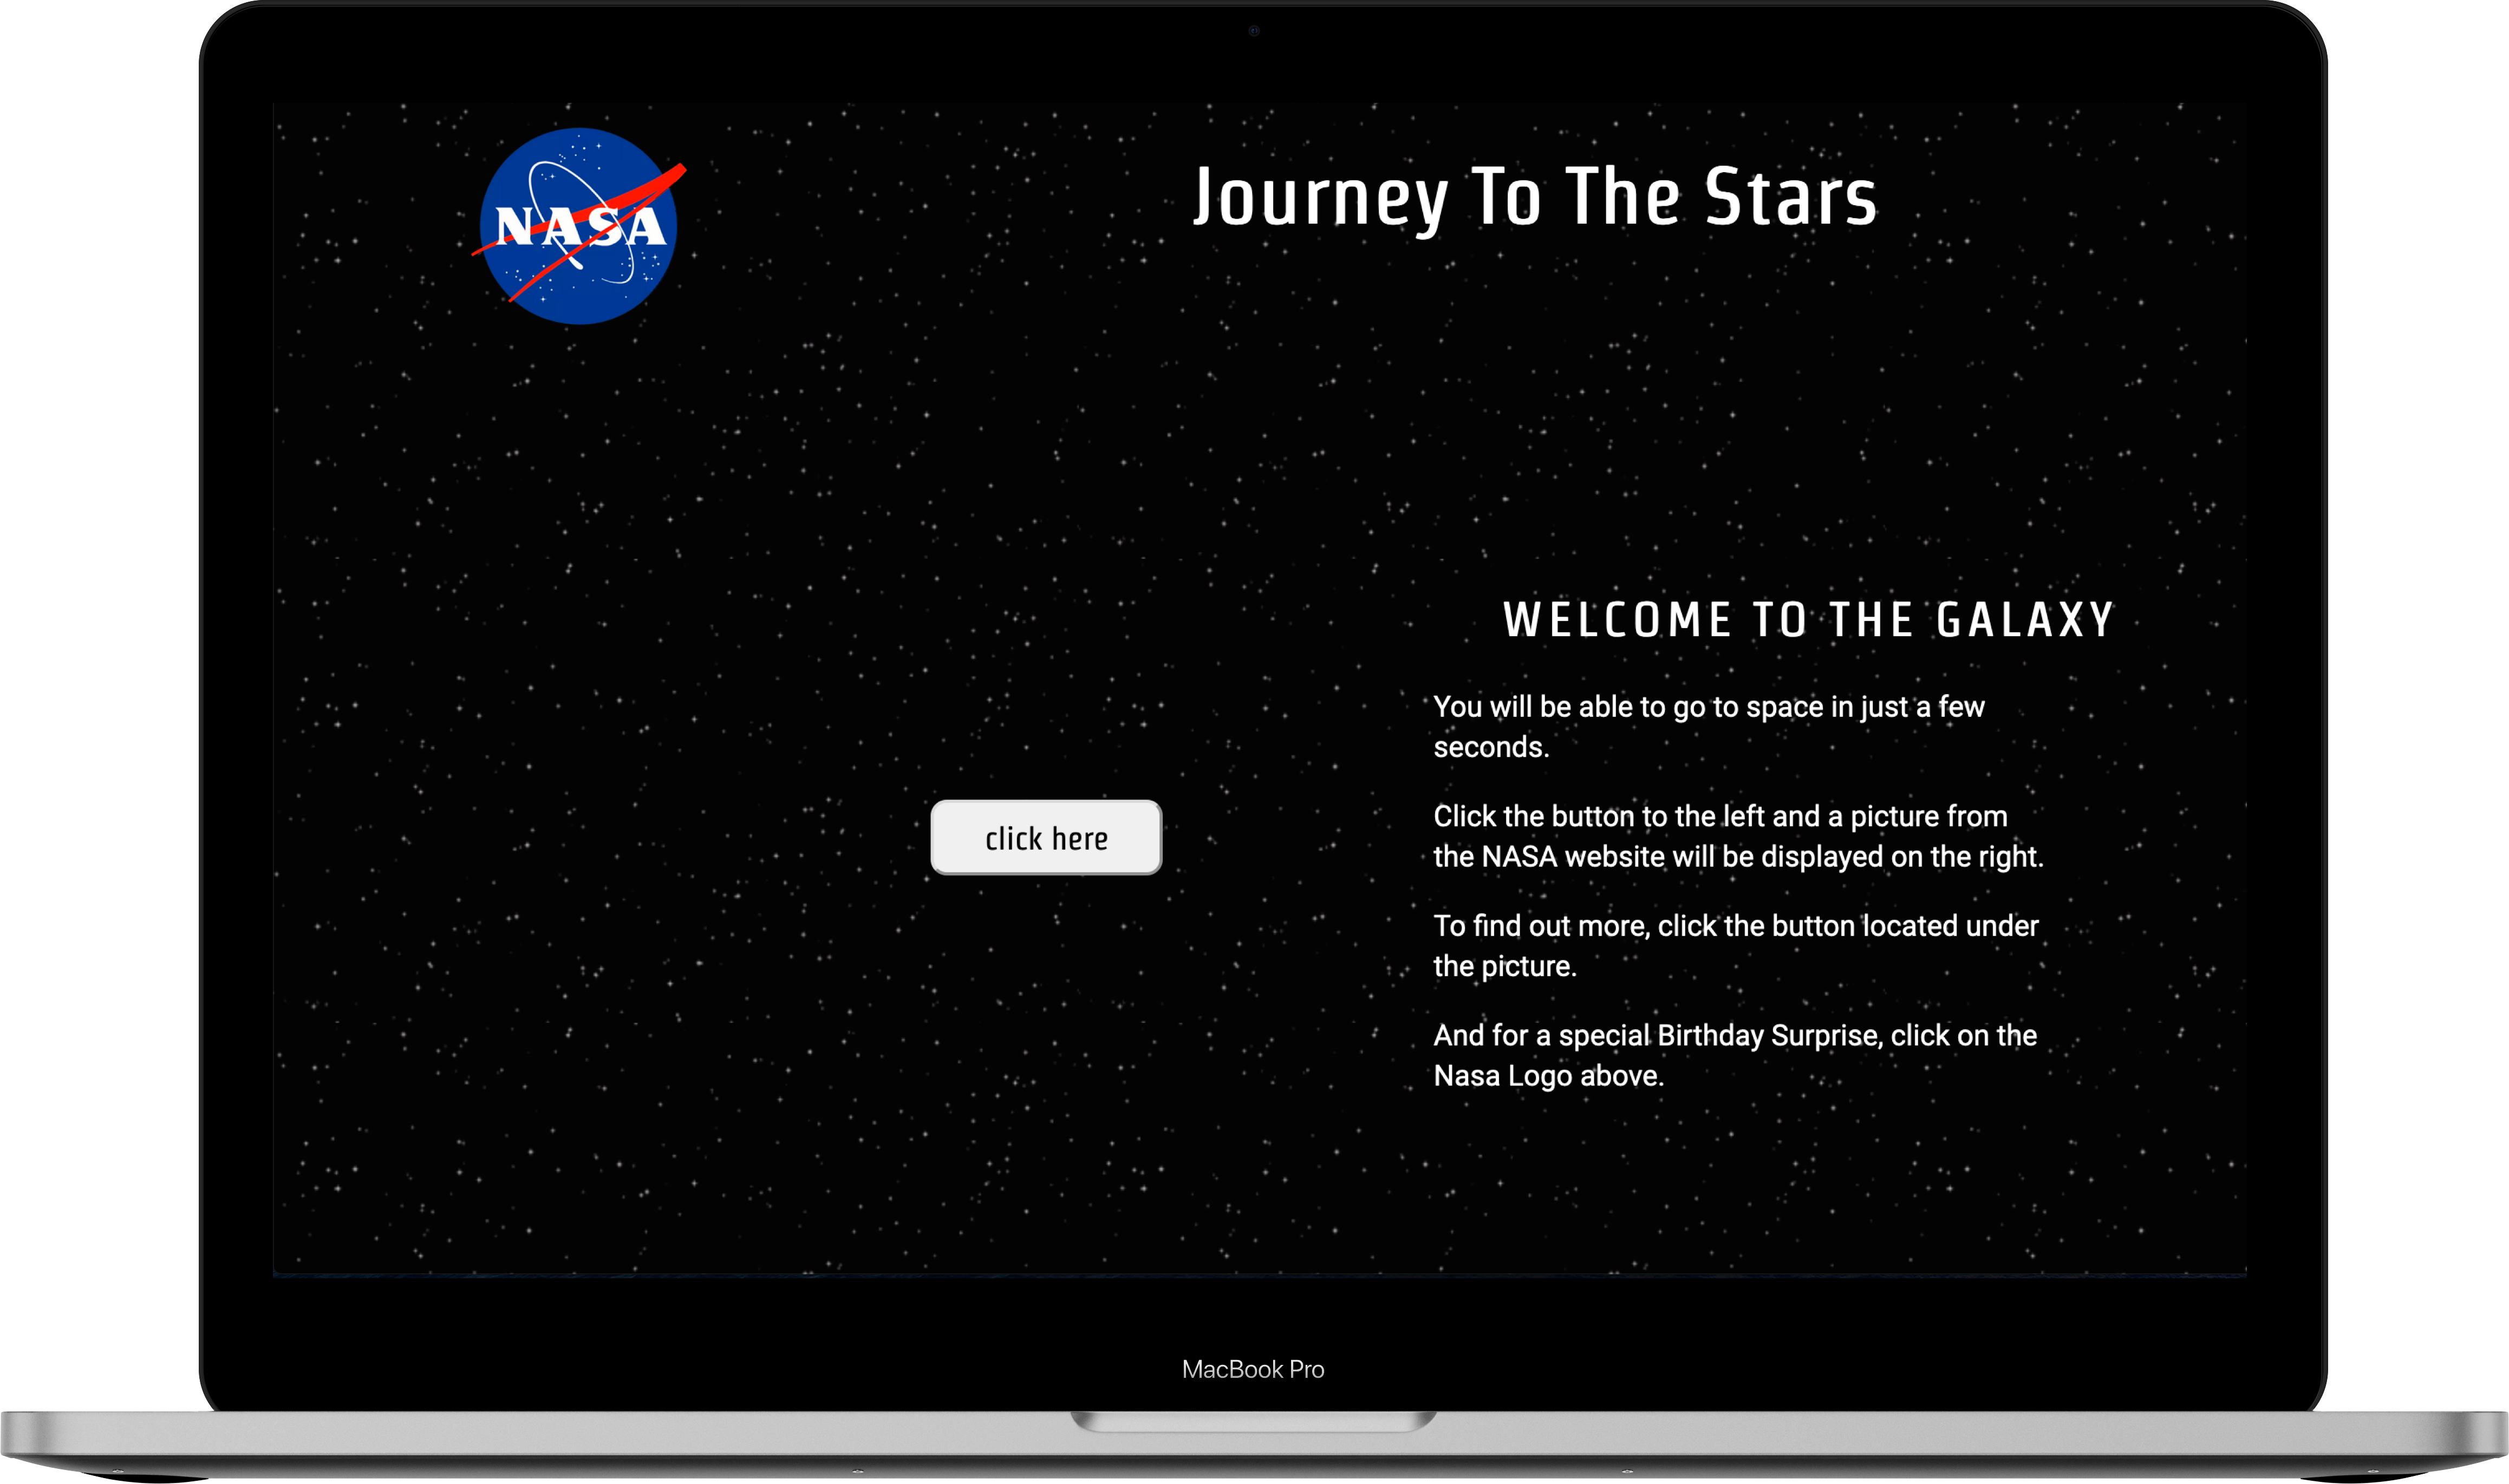 NASA
Journey To The Stars
WELCOME TO THE GALAXY
You will be able to go to space in just a few
seconds.
Click the button to the left and a picture from
the NASA website will be displayed on the right.
click here
To find out more, click the button located under
the picture.
And for a special Birthday Surprise, click on the
Nasa Logo above.
MacBook Pro